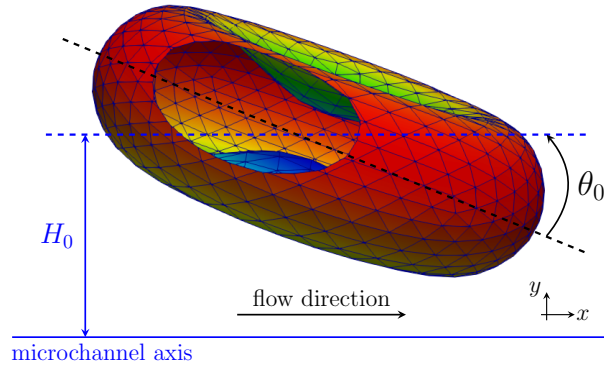 θ₀
H₀
flow direction
y
x
microchannel axis